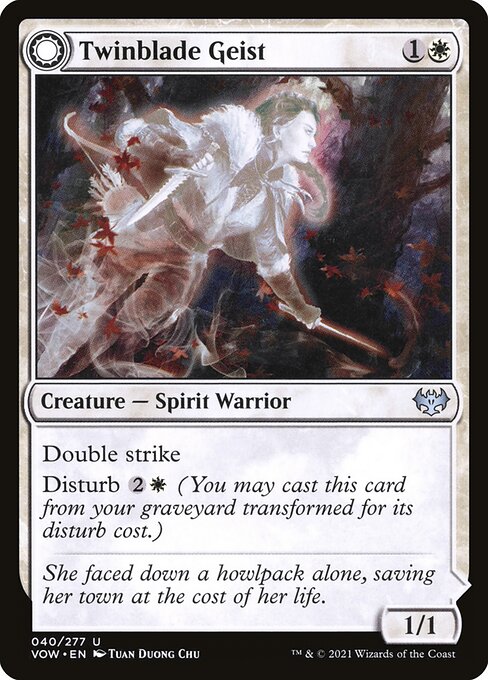 Twinblade Geist 1
Creature — Spirit Warrior
Double strike
Disturb 2 (You may cast this card
from your graveyard transformed for its
disturb cost.)
She faced down a howlpack alone, saving
her town at the cost of her life.
1/1
040/277 U
VOW • EN Tuan Duong Chu
™ & © 2021 Wizards of the Coast